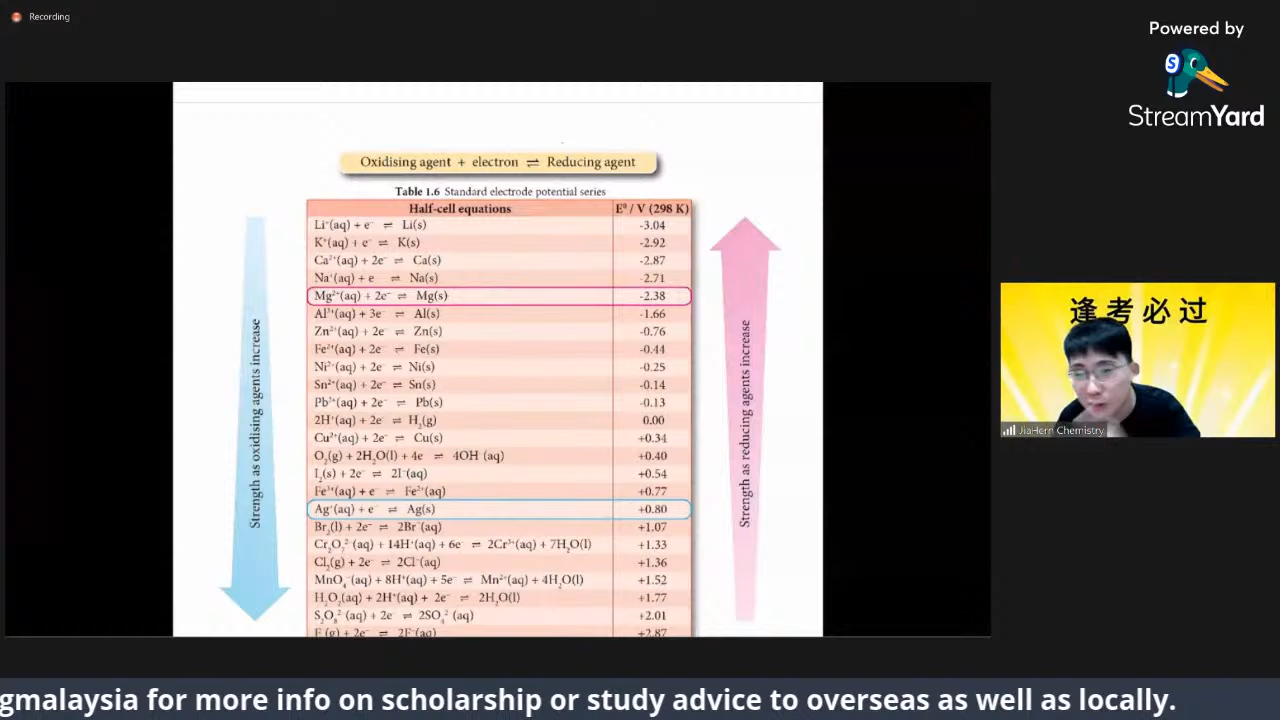 Recording
Powered by
S
StreamYard
Oxidising agent + electron ⇌ Reducing agent
Table 1.6 Standard electrode potential series
Half-cell equations E⁰ / V (298 K)
Li⁺(aq) + e⁻ ⇌ Li(s) -3.04
K⁺(aq) + e⁻ ⇌ K(s) -2.92
Ca²⁺(aq) + 2e⁻ ⇌ Ca(s) -2.87
Na⁺(aq) + e ⇌ Na(s) -2.71
Mg²⁺(aq) + 2e⁻ ⇌ Mg(s) -2.38
Al³⁺(aq) + 3e⁻ ⇌ Al(s) -1.66
Zn²⁺(aq) + 2e⁻ ⇌ Zn(s) -0.76
Fe²⁺(aq) + 2e⁻ ⇌ Fe(s) -0.44
Ni²⁺(aq) + 2e⁻ ⇌ Ni(s) -0.25
Sn²⁺(aq) + 2e⁻ ⇌ Sn(s) -0.14
Pb²⁺(aq) + 2e⁻ ⇌ Pb(s) -0.13
2H⁺(aq) + 2e⁻ ⇌ H₂(g) 0.00
Cu²⁺(aq) + 2e⁻ ⇌ Cu(s) +0.34
O₂(g) + 2H₂O(l) + 4e ⇌ 4OH (aq) +0.40
I₂(s) + 2e⁻ ⇌ 2I⁻(aq) +0.54
Fe³⁺(aq) + e⁻ ⇌ Fe²⁺(aq) +0.77
Ag⁺(aq) + e⁻ ⇌ Ag(s) +0.80
Br₂(l) + 2e⁻ ⇌ 2Br⁻(aq) +1.07
Cr₂O₇²⁻(aq) + 14H⁺(aq) + 6e⁻ ⇌ 2Cr³⁺(aq) + 7H₂O(l) +1.33
Cl₂(g) + 2e⁻ ⇌ 2Cl⁻(aq) +1.36
MnO₄⁻(aq) + 8H⁺(aq) + 5e⁻ ⇌ Mn²⁺(aq) + 4H₂O(l) +1.52
H₂O₂(aq) + 2H⁺(aq) + 2e⁻ ⇌ 2H₂O(l) +1.77
S₂O₈² (aq) + 2e⁻ ⇌ 2SO₄² (aq) +2.01
F₂(g) + 2e⁻ ⇌ 2F⁻(aq) +2.87
Strength as oxidising agents increase
Strength as reducing agents increase
逢考必过
JiaHern Chemistry
gmalaysia for more info on scholarship or study advice to overseas as well as locally.